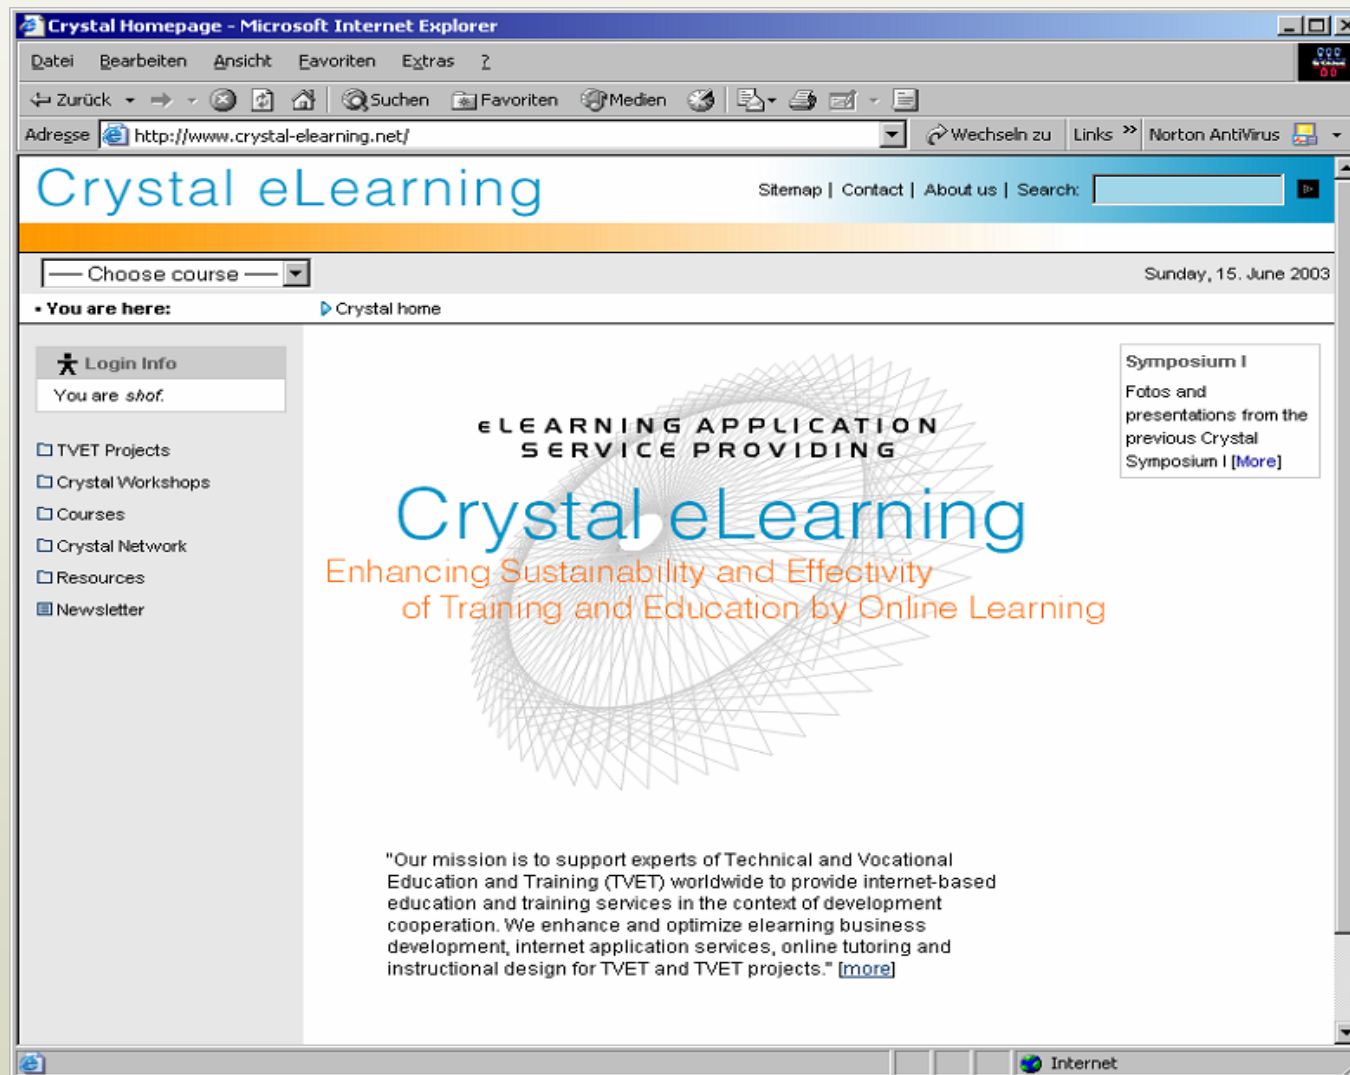 Crystal Homepage - Microsoft Internet Explorer
Datei Bearbeiten Ansicht Favoriten Extras ?
Zurück Suchen Favoriten Medien
Adresse http://www.crystal-elearning.net/ Wechseln zu Links » Norton AntiVirus
Crystal eLearning
Sitemap | Contact | About us | Search:
— Choose course —
Sunday, 15. June 2003
• You are here: Crystal home
Login Info
You are shof.
TVET Projects
Crystal Workshops
Courses
Crystal Network
Resources
Newsletter
eLEARNING APPLICATION
SERVICE PROVIDING
Crystal eLearning
Enhancing Sustainability and Effectivity
of Training and Education by Online Learning
"Our mission is to support experts of Technical and Vocational
Education and Training (TVET) worldwide to provide internet-based
education and training services in the context of development
cooperation. We enhance and optimize elearning business
development, internet application services, online tutoring and
instructional design for TVET and TVET projects." [more]
Symposium I
Fotos and
presentations from the
previous Crystal
Symposium I [More]
Internet